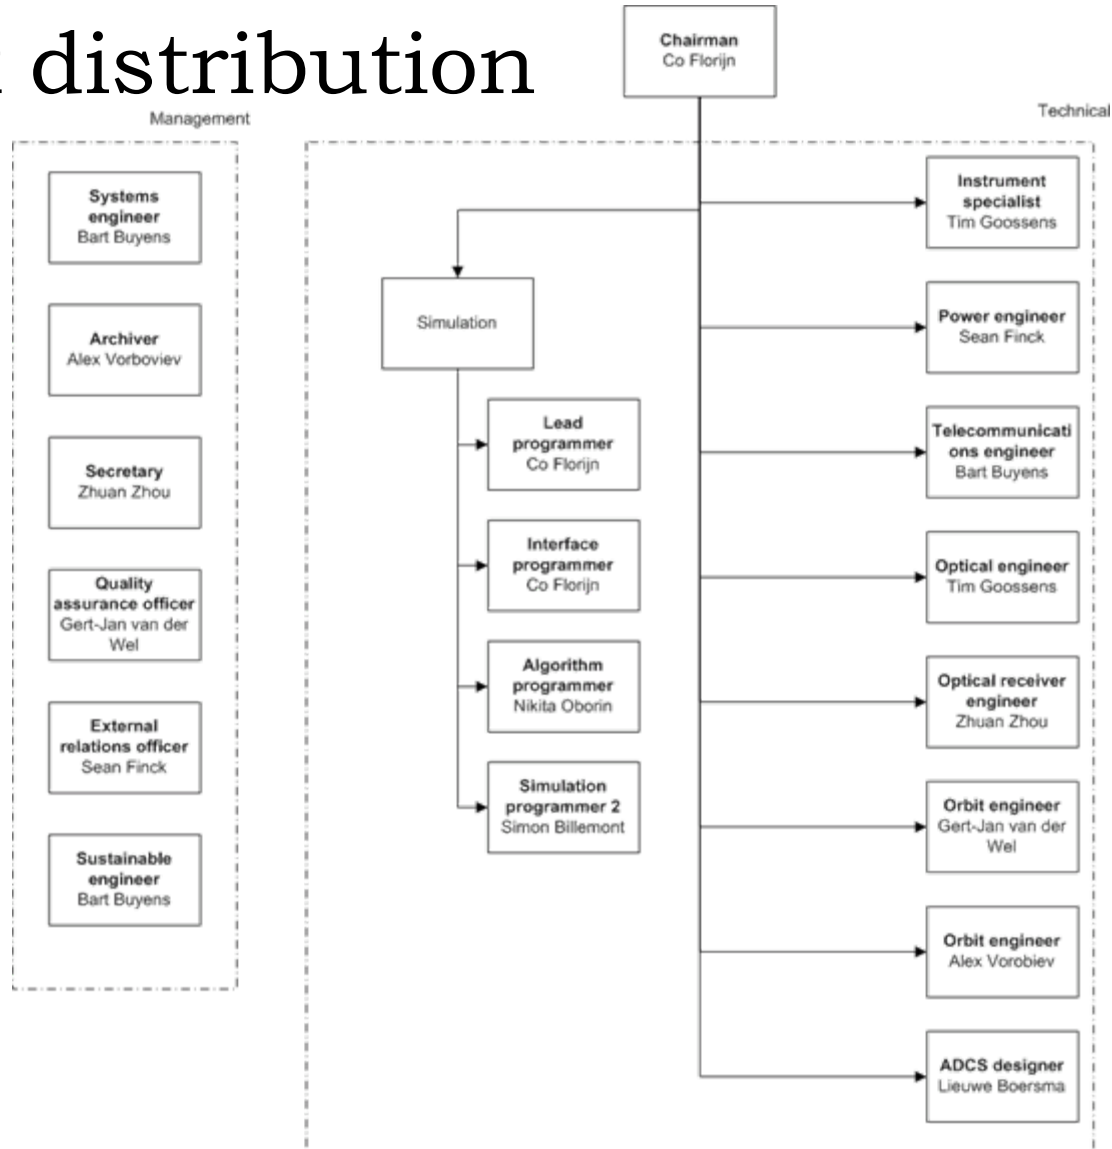 distribution
Chairman
Co Florijn
Management
Technical
Systems
engineer
Bart Buyens
Archiver
Alex Vorboviev
Secretary
Zhuan Zhou
Quality
assurance officer
Gert-Jan van der
Wel
External
relations officer
Sean Finck
Sustainable
engineer
Bart Buyens
Simulation
Lead
programmer
Co Florijn
Interface
programmer
Co Florijn
Algorithm
programmer
Nikita Oborin
Simulation
programmer 2
Simon Billemont
Instrument
specialist
Tim Goossens
Power engineer
Sean Finck
Telecommunicati
ons engineer
Bart Buyens
Optical engineer
Tim Goossens
Optical receiver
engineer
Zhuan Zhou
Orbit engineer
Gert-Jan van der
Wel
Orbit engineer
Alex Vorobiev
ADCS designer
Lieuwe Boersma